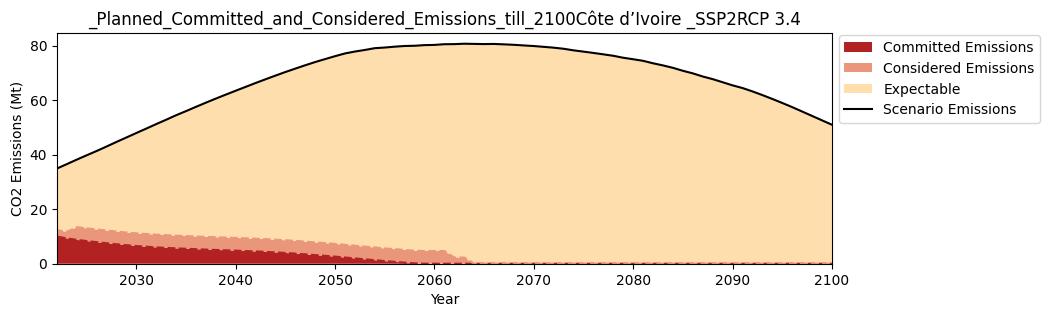 _Planned_Committed_and_Considered_Emissions_till_2100Côte d’Ivoire _SSP2RCP 3.4
Committed Emissions
Considered Emissions
Expectable
Scenario Emissions
CO2 Emissions (Mt)
80
60
40
20
0
2030 2040 2050 2060 2070 2080 2090 2100
Year